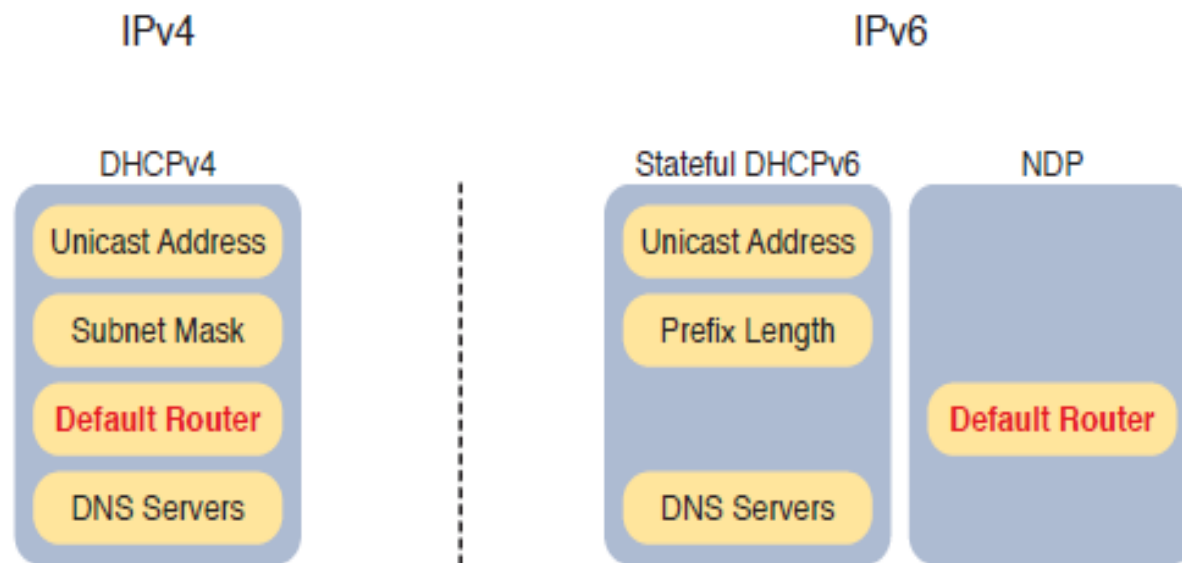 IPv4
IPv6
DHCPv4
Unicast Address
Subnet Mask
Default Router
DNS Servers
Stateful DHCPv6
Unicast Address
Prefix Length
DNS Servers
NDP
Default Router